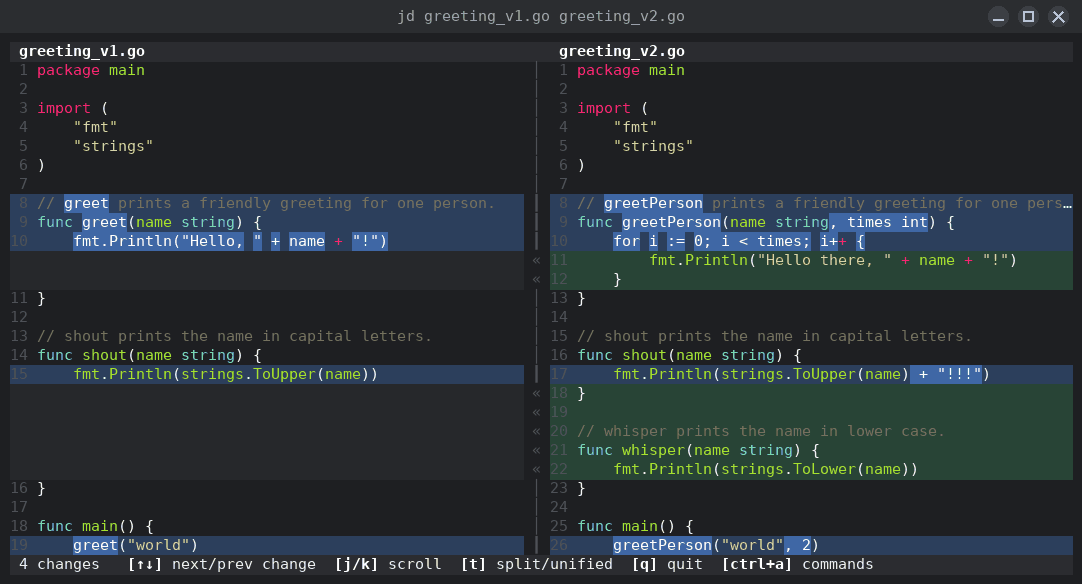 jd greeting_v1.go greeting_v2.go
greeting_v1.go
1 package main
2
3 import (
4     "fmt"
5     "strings"
6 )
7
8 // greet prints a friendly greeting for one person.
9 func greet(name string) {
10     fmt.Println("Hello, " + name + "!")
11 }
12
13 // shout prints the name in capital letters.
14 func shout(name string) {
15     fmt.Println(strings.ToUpper(name))
16 }
17
18 func main() {
19     greet("world")
greeting_v2.go
1 package main
2
3 import (
4     "fmt"
5     "strings"
6 )
7
8 // greetPerson prints a friendly greeting for one pers…
9 func greetPerson(name string, times int) {
10     for i := 0; i < times; i++ {
« 11         fmt.Println("Hello there, " + name + "!")
« 12     }
13 }
14
15 // shout prints the name in capital letters.
16 func shout(name string) {
17     fmt.Println(strings.ToUpper(name) + "!!!")
« 18 }
« 19
« 20 // whisper prints the name in lower case.
« 21 func whisper(name string) {
« 22     fmt.Println(strings.ToLower(name))
23 }
24
25 func main() {
26     greetPerson("world", 2)
4 changes   [↑↓] next/prev change  [j/k] scroll  [t] split/unified  [q] quit  [ctrl+a] commands